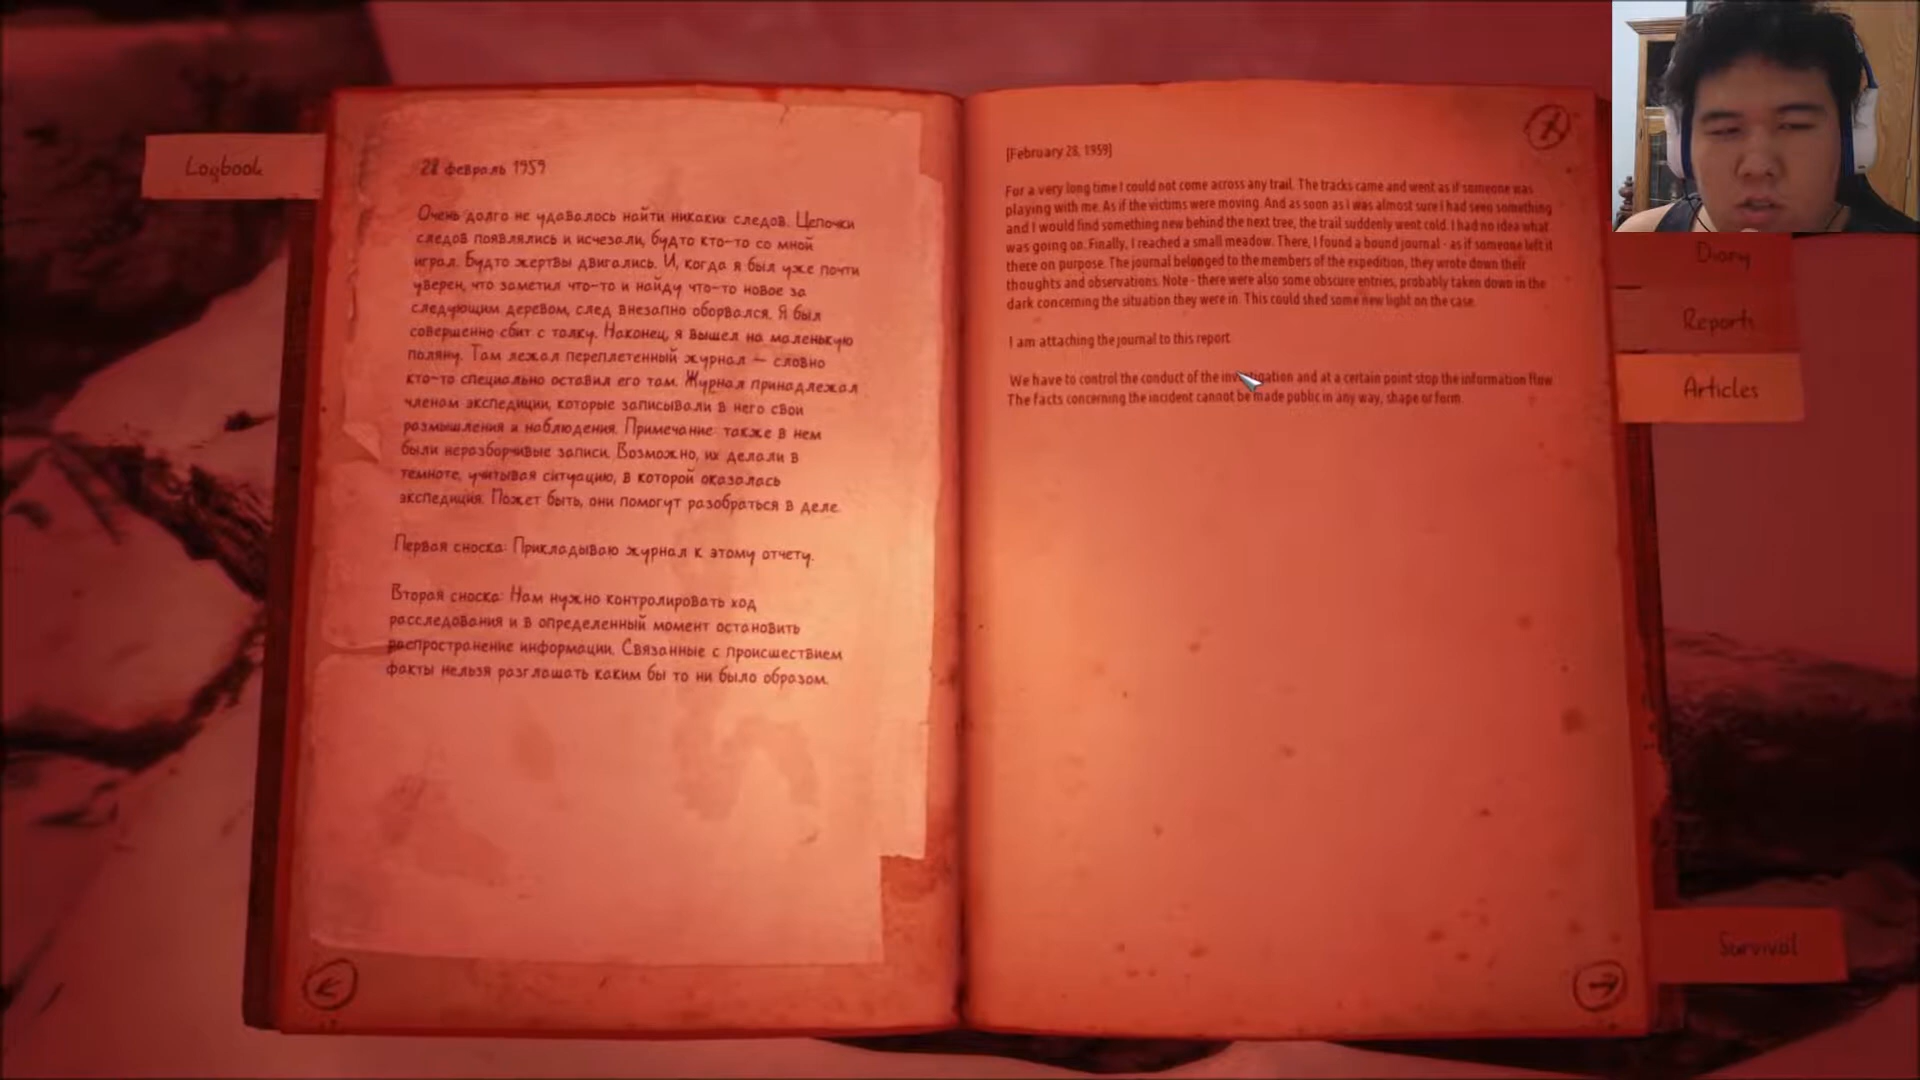 Logbook
28 февраль 1959
Очень долго не удавалось найти никаких следов. Цепочки
следов появлялись и исчезали, будто кто-то со мной
играл. Будто жертвы двигались. И, когда я был уже почти
уверен, что заметил что-то и найду что-то новое за
следующим деревом, след внезапно оборвался. Я был
совершенно сбит с толку. Наконец, я вышел на маленькую
поляну. Там лежал переплетенный журнал — словно
кто-то специально оставил его там. Журнал принадлежал
членам экспедиции, которые записывали в него свои
размышления и наблюдения. Примечание: также в нем
были неразборчивые записи. Возможно, их делали в
темноте, учитывая ситуацию, в которой оказалась
экспедиция. Может быть, они помогут разобраться в деле.
Первая сноска: Прикладываю журнал к этому отчету.
Вторая сноска: Нам нужно контролировать ход
расследования и в определенный момент остановить
распространение информации. Связанные с происшествием
факты нельзя разглашать каким бы то ни было образом.
[February 28, 1959]
For a very long time I could not come across any trail. The tracks came and went as if someone was
playing with me. As if the victims were moving. And as soon as I was almost sure I had seen something
and I would find something new behind the next tree, the trail suddenly went cold. I had no idea what
was going on. Finally, I reached a small meadow. There, I found a bound journal - as if someone left it
there on purpose. The journal belonged to the members of the expedition, they wrote down their
thoughts and observations. Note - there were also some obscure entries, probably taken down in the
dark concerning the situation they were in. This could shed some new light on the case.
I am attaching the journal to this report.
We have to control the conduct of the investigation and at a certain point stop the information flow.
The facts concerning the incident cannot be made public in any way, shape or form.
Diary
Reports
Articles
Survival